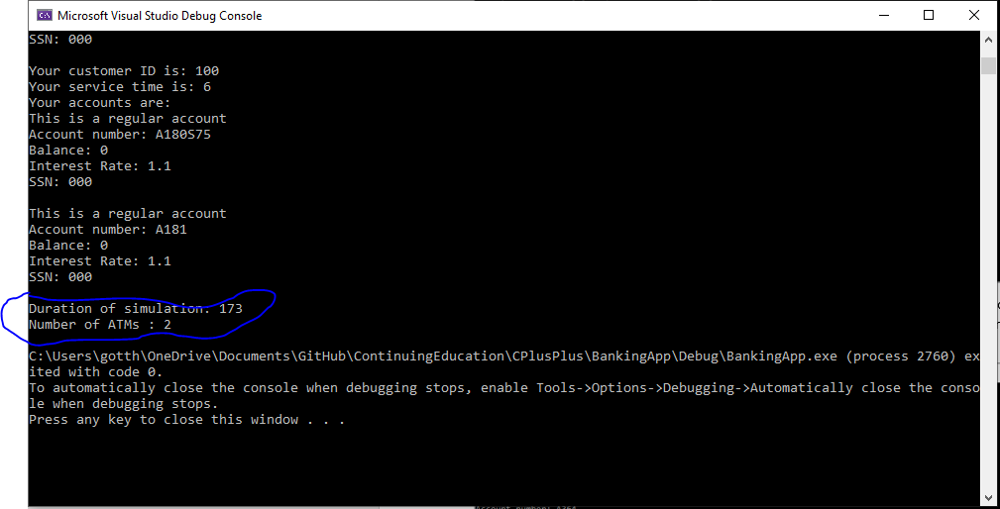 Microsoft Visual Studio Debug Console
SSN: 000
Your customer ID is: 100
Your service time is: 6
Your accounts are:
This is a regular account
Account number: A180S75
Balance: 0
Interest Rate: 1.1
SSN: 000
This is a regular account
Account number: A181
Balance: 0
Interest Rate: 1.1
SSN: 000
Duration of simulation: 173
Number of ATMs : 2
C:\Users\gotth\OneDrive\Documents\GitHub\ContinuingEducation\CPlusPlus\BankingApp\Debug\BankingApp.exe (process 2760) ex
ited with code 0.
To automatically close the console when debugging stops, enable Tools->Options->Debugging->Automatically close the conso
le when debugging stops.
Press any key to close this window . . .